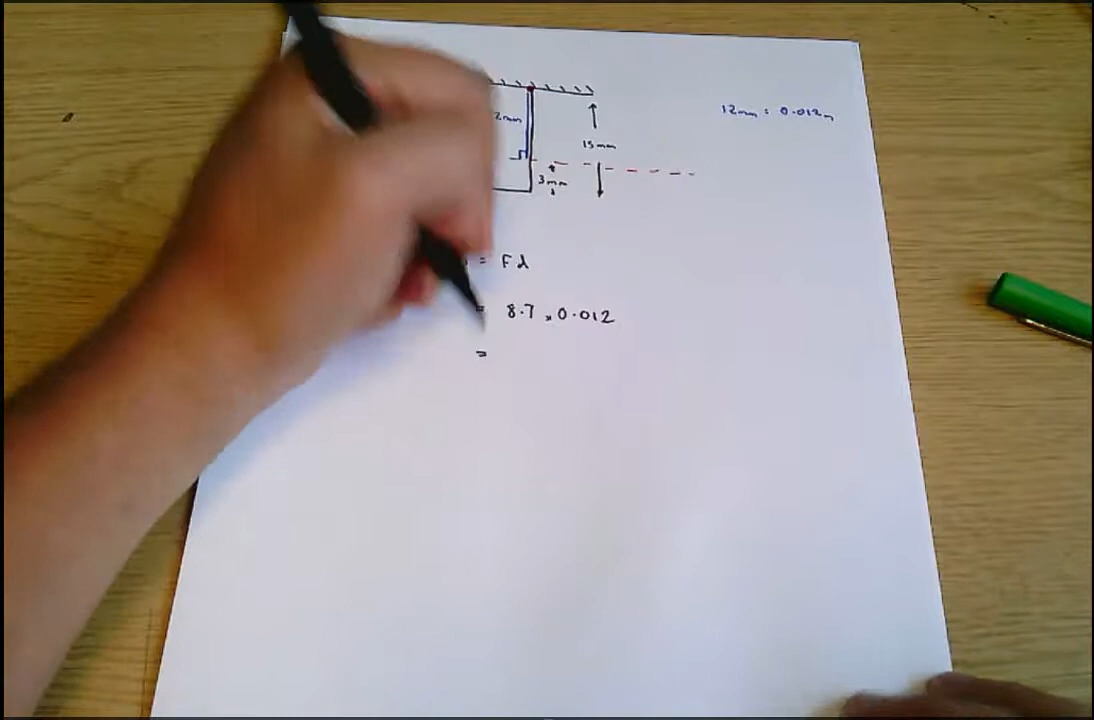 12mm = 0.012m
2mm
15mm
3mm
= Fd
= 8.7 × 0.012
=